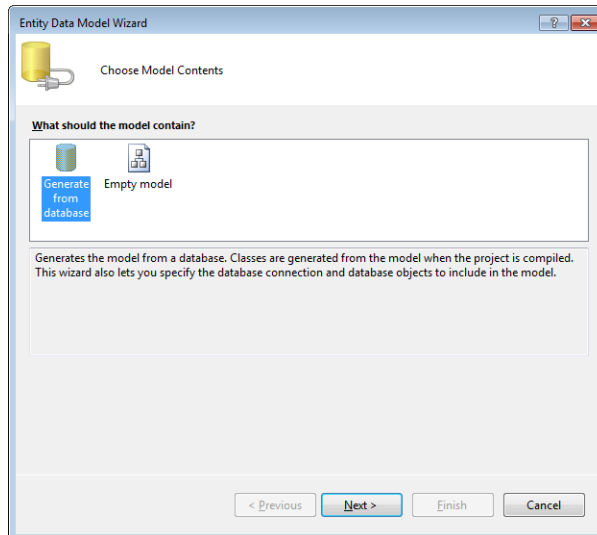 Entity Data Model Wizard
?
Choose Model Contents
What should the model contain?
Generate
from
database
Empty model
Generates the model from a database. Classes are generated from the model when the project is compiled.
This wizard also lets you specify the database connection and database objects to include in the model.
< Previous
Next >
Finish
Cancel